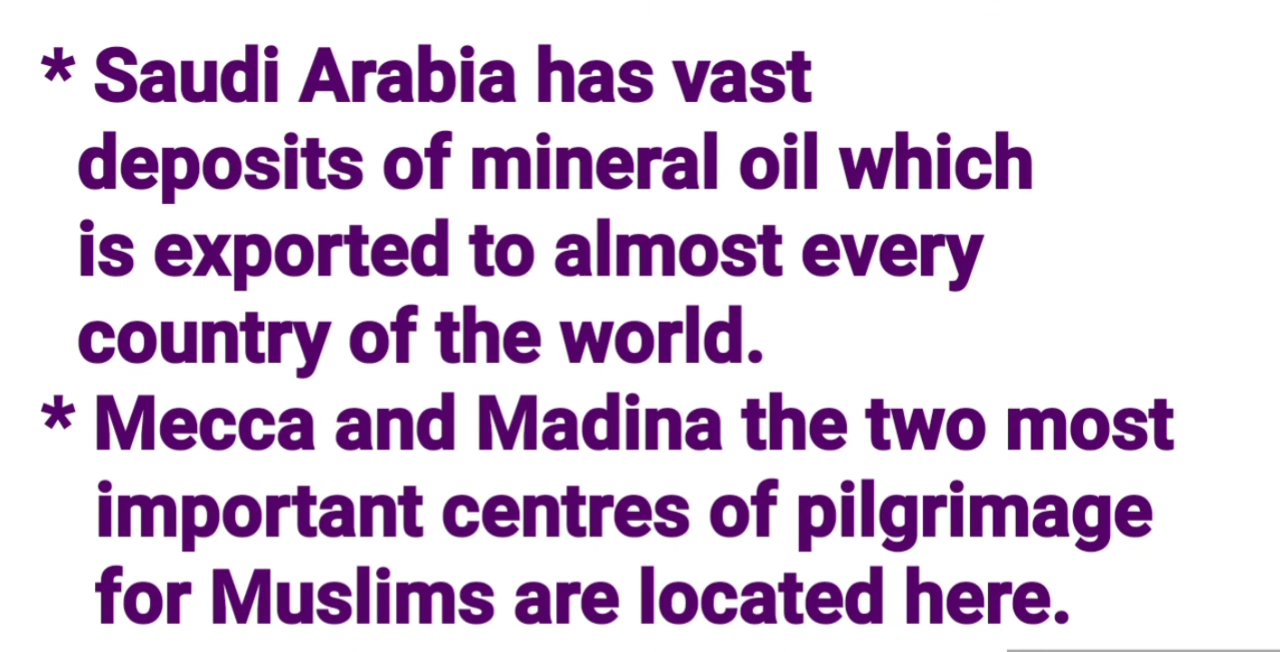 * Saudi Arabia has vast
deposits of mineral oil which
is exported to almost every
country of the world.
* Mecca and Madina the two most
important centres of pilgrimage
for Muslims are located here.